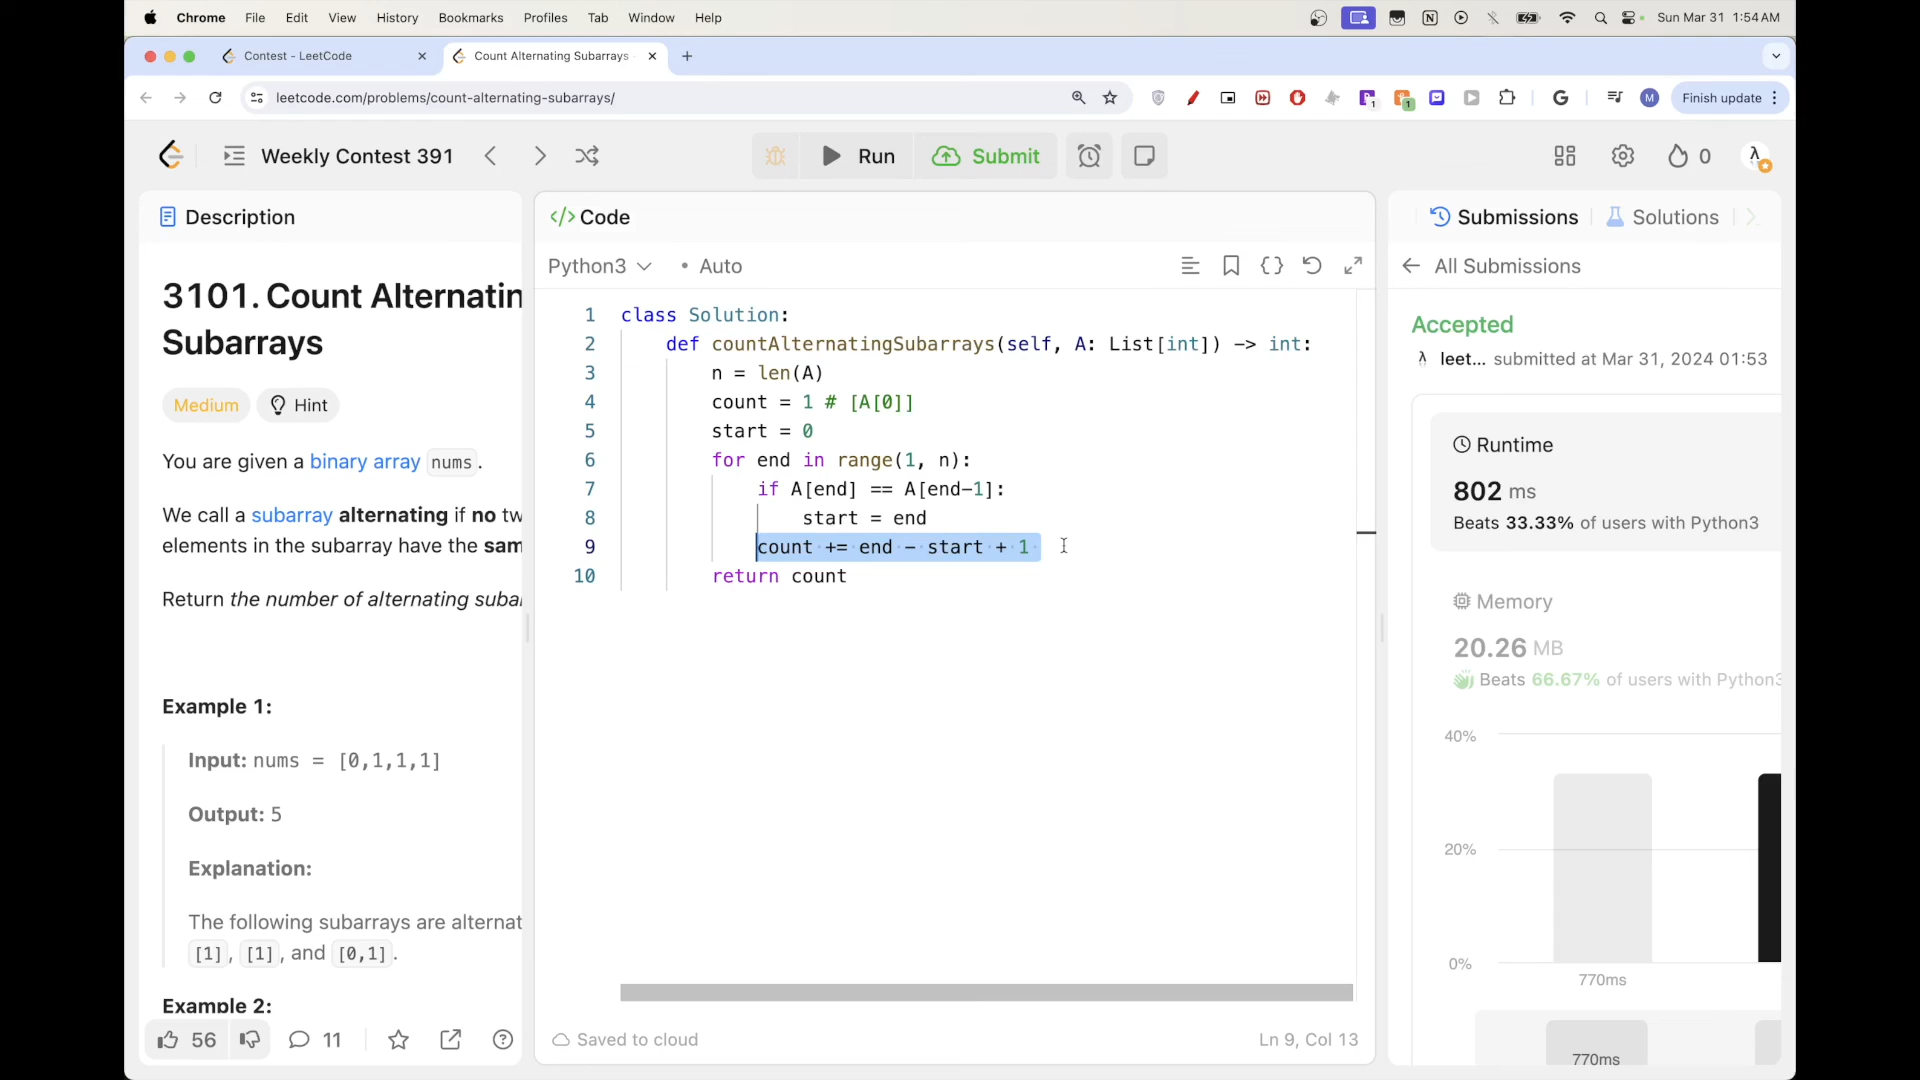 Chrome File Edit View History Bookmarks Profiles Tab Window Help
Sun Mar 31 1:54 AM
Contest - LeetCode
Count Alternating Subarrays
leetcode.com/problems/count-alternating-subarrays/
1
1
G
M
Finish update
Weekly Contest 391
Run
Submit
0
λ
Description
3101. Count Alternatin
Subarrays
Medium
Hint
You are given a binary array nums.
We call a subarray alternating if no tw
elements in the subarray have the sam
Return the number of alternating suba
Example 1:
Input: nums = [0,1,1,1]
Output: 5
Explanation:
The following subarrays are alternat
[1], [1], and [0,1].
Example 2:
56
11
</> Code
Python3
• Auto
1 class Solution:
2 def countAlternatingSubarrays(self, A: List[int]) -> int:
3 n = len(A)
4 count = 1 # [A[0]]
5 start = 0
6 for end in range(1, n):
7 if A[end] == A[end-1]:
8 start = end
9 count += end - start + 1
10 return count
Saved to cloud
Ln 9, Col 13
Submissions
Solutions
All Submissions
Accepted
λ leet... submitted at Mar 31, 2024 01:53
Runtime
802 ms
Beats 33.33% of users with Python3
Memory
20.26 MB
Beats 66.67% of users with Python3
40%
20%
0%
770ms
770ms